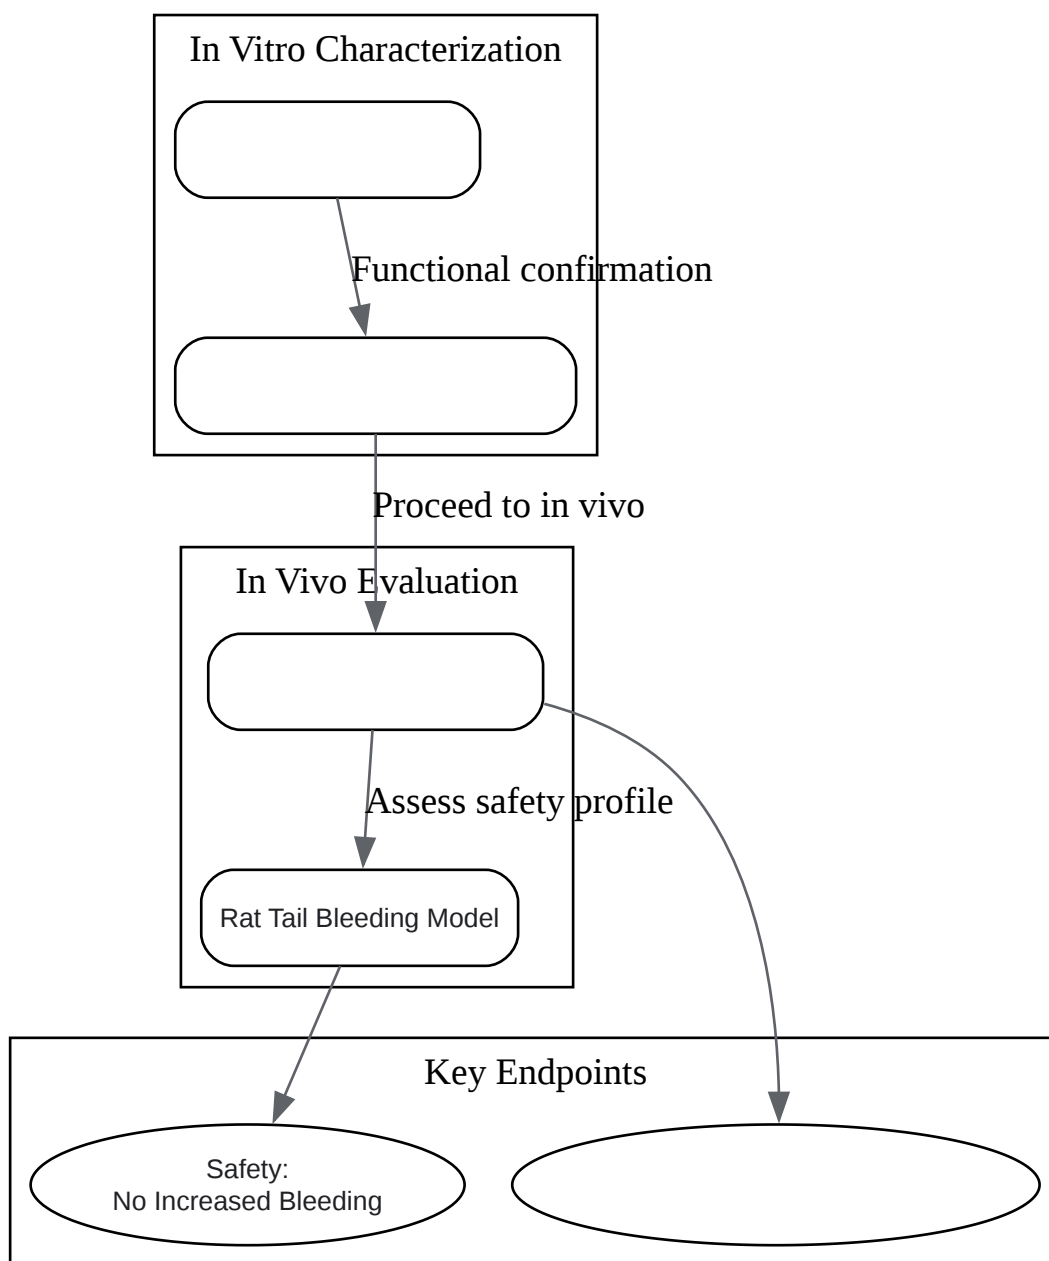 In Vitro Characterization
Functional confirmation
Proceed to in vivo
In Vivo Evaluation
Assess safety profile
Rat Tail Bleeding Model
Key Endpoints
Safety:
No Increased Bleeding